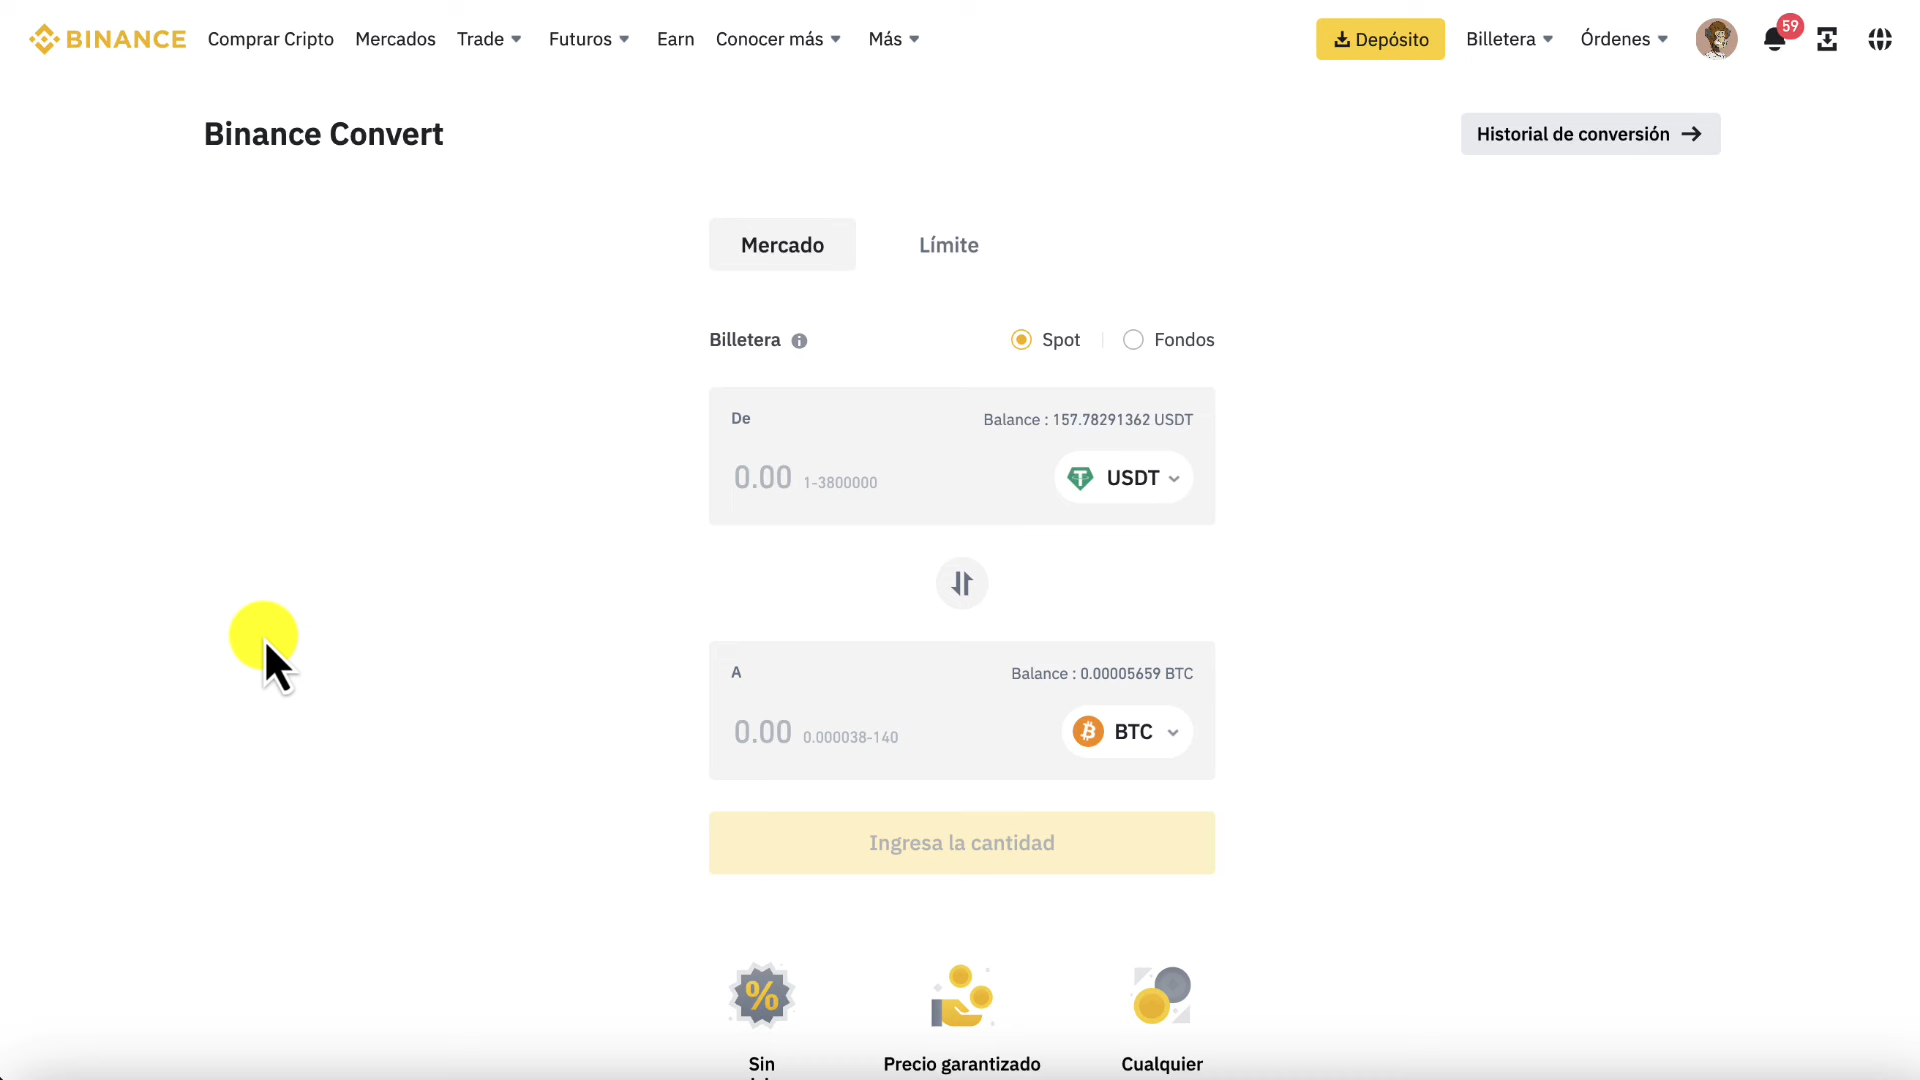 BINANCE Comprar Cripto Mercados Trade Futuros Earn Conocer más Más Depósito Billetera Órdenes 59
Binance Convert
Historial de conversión →
Mercado Límite
Billetera Spot Fondos
De Balance : 157.78291362 USDT
0.00 1-3800000 USDT
A Balance : 0.00005659 BTC
0.00 0.000038-140 BTC
Ingresa la cantidad
%
Sin Precio garantizado Cualquier